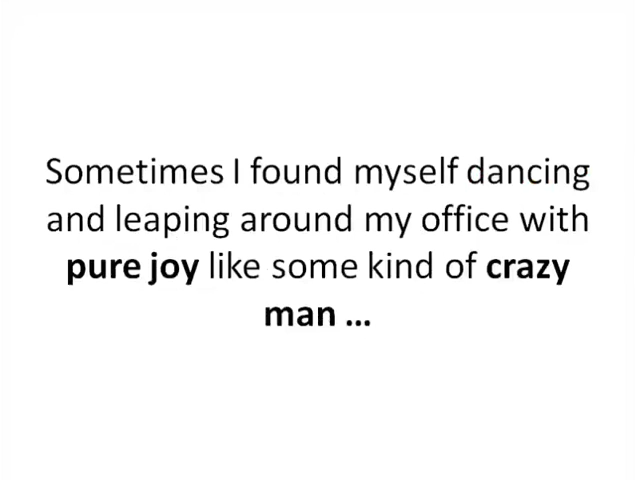 Sometimes I found myself dancing
and leaping around my office with
pure joy like some kind of crazy
man ...